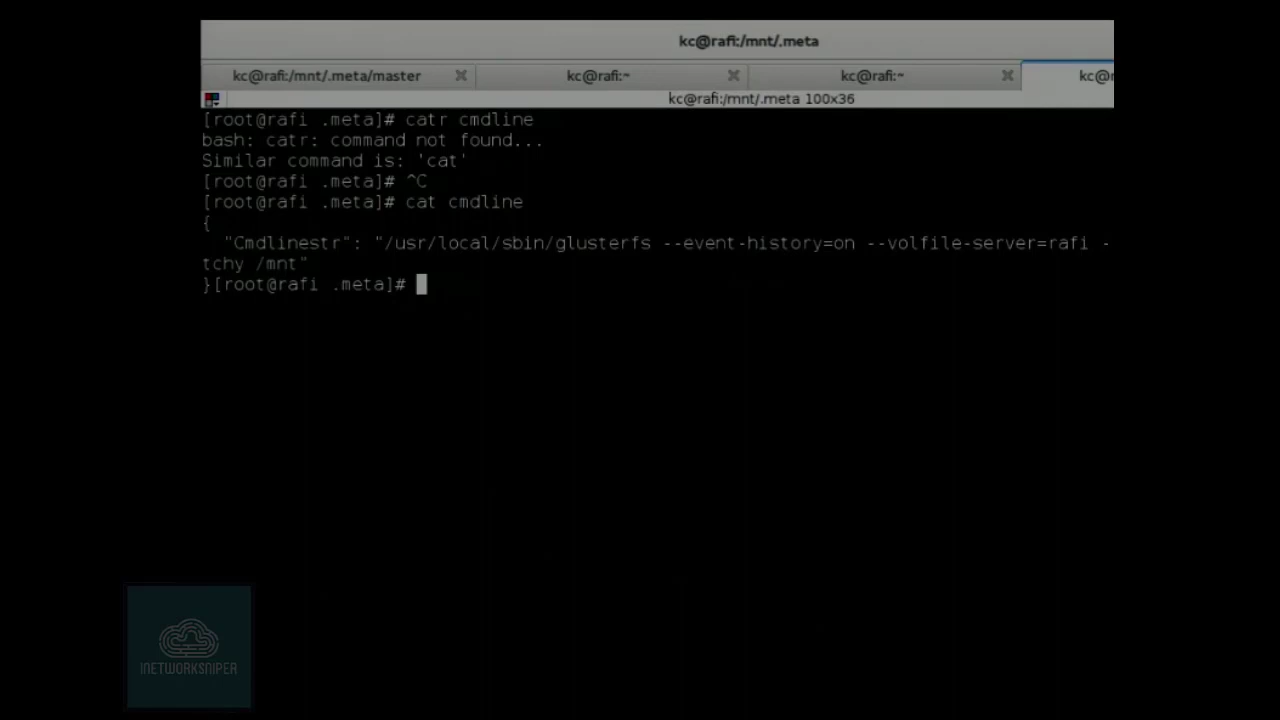 kc@rafi:/mnt/.meta
kc@rafi:/mnt/.meta/master kc@rafi:~ kc@rafi:~
kc@rafi:/mnt/.meta 100x36
[root@rafi .meta]# catr cmdline
bash: catr: command not found...
Similar command is: 'cat'
[root@rafi .meta]# ^C
[root@rafi .meta]# cat cmdline
{
"Cmdlinestr": "/usr/local/sbin/glusterfs --event-history=on --volfile-server=rafi -
tchy /mnt"
}[root@rafi .meta]#
INETWORKSNIPER